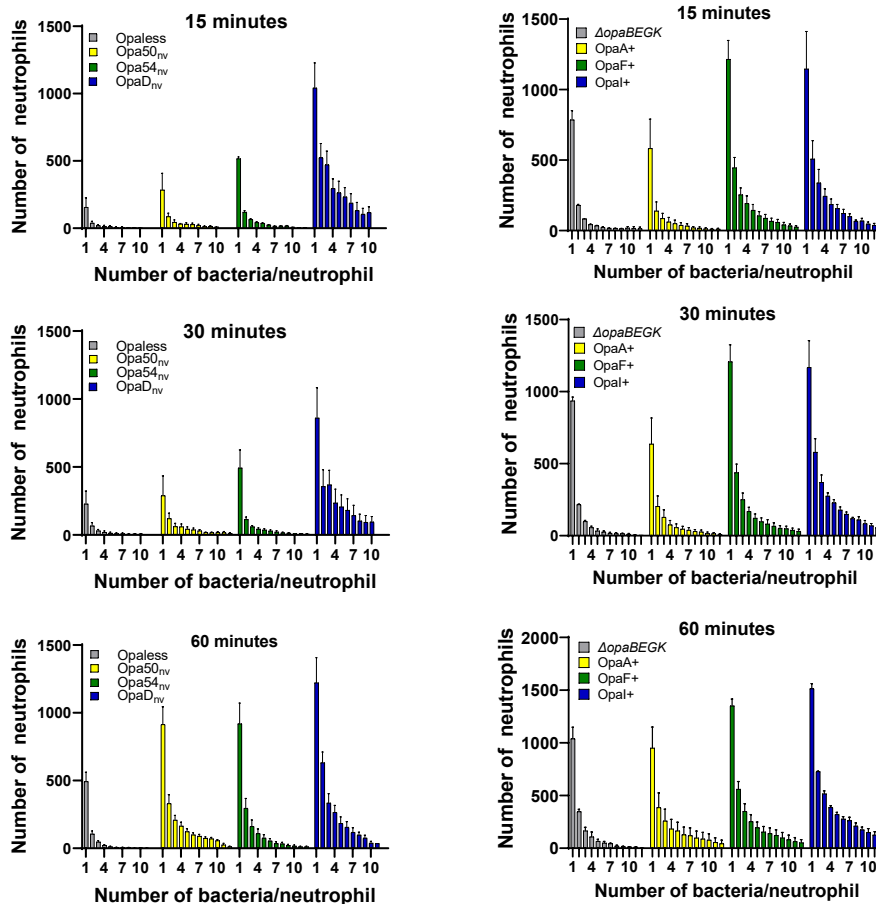 15 minutes
Number of neutrophils
1500
1000
500
0
Opaless
Opa50nv
Opa54nv
OpaDnv
1 4 7 10 1 4 7 10 1 4 7 10 1 4 7 10
Number of bacteria/neutrophil
15 minutes
Number of neutrophils
1500
1000
500
0
ΔopaBEGK
OpaA+
OpaF+
OpaI+
1 4 7 10 1 4 7 10 1 4 7 10 1 4 7 10
Number of bacteria/neutrophil
30 minutes
Number of neutrophils
1500
1000
500
0
Opaless
Opa50nv
Opa54nv
OpaDnv
1 4 7 10 1 4 7 10 1 4 7 10 1 4 7 10
Number of bacteria/neutrophil
30 minutes
Number of neutrophils
1500
1000
500
0
ΔopaBEGK
OpaA+
OpaF+
OpaI+
1 4 7 10 1 4 7 10 1 4 7 10 1 4 7 10
Number of bacteria/neutrophil
60 minutes
Number of neutrophils
1500
1000
500
0
Opaless
Opa50nv
Opa54nv
OpaDnv
1 4 7 10 1 4 7 10 1 4 7 10 1 4 7 10
Number of bacteria/neutrophil
60 minutes
Number of neutrophils
2000
1500
1000
500
0
ΔopaBEGK
OpaA+
OpaF+
OpaI+
1 4 7 10 1 4 7 10 1 4 7 10 1 4 7 10
Number of bacteria/neutrophil